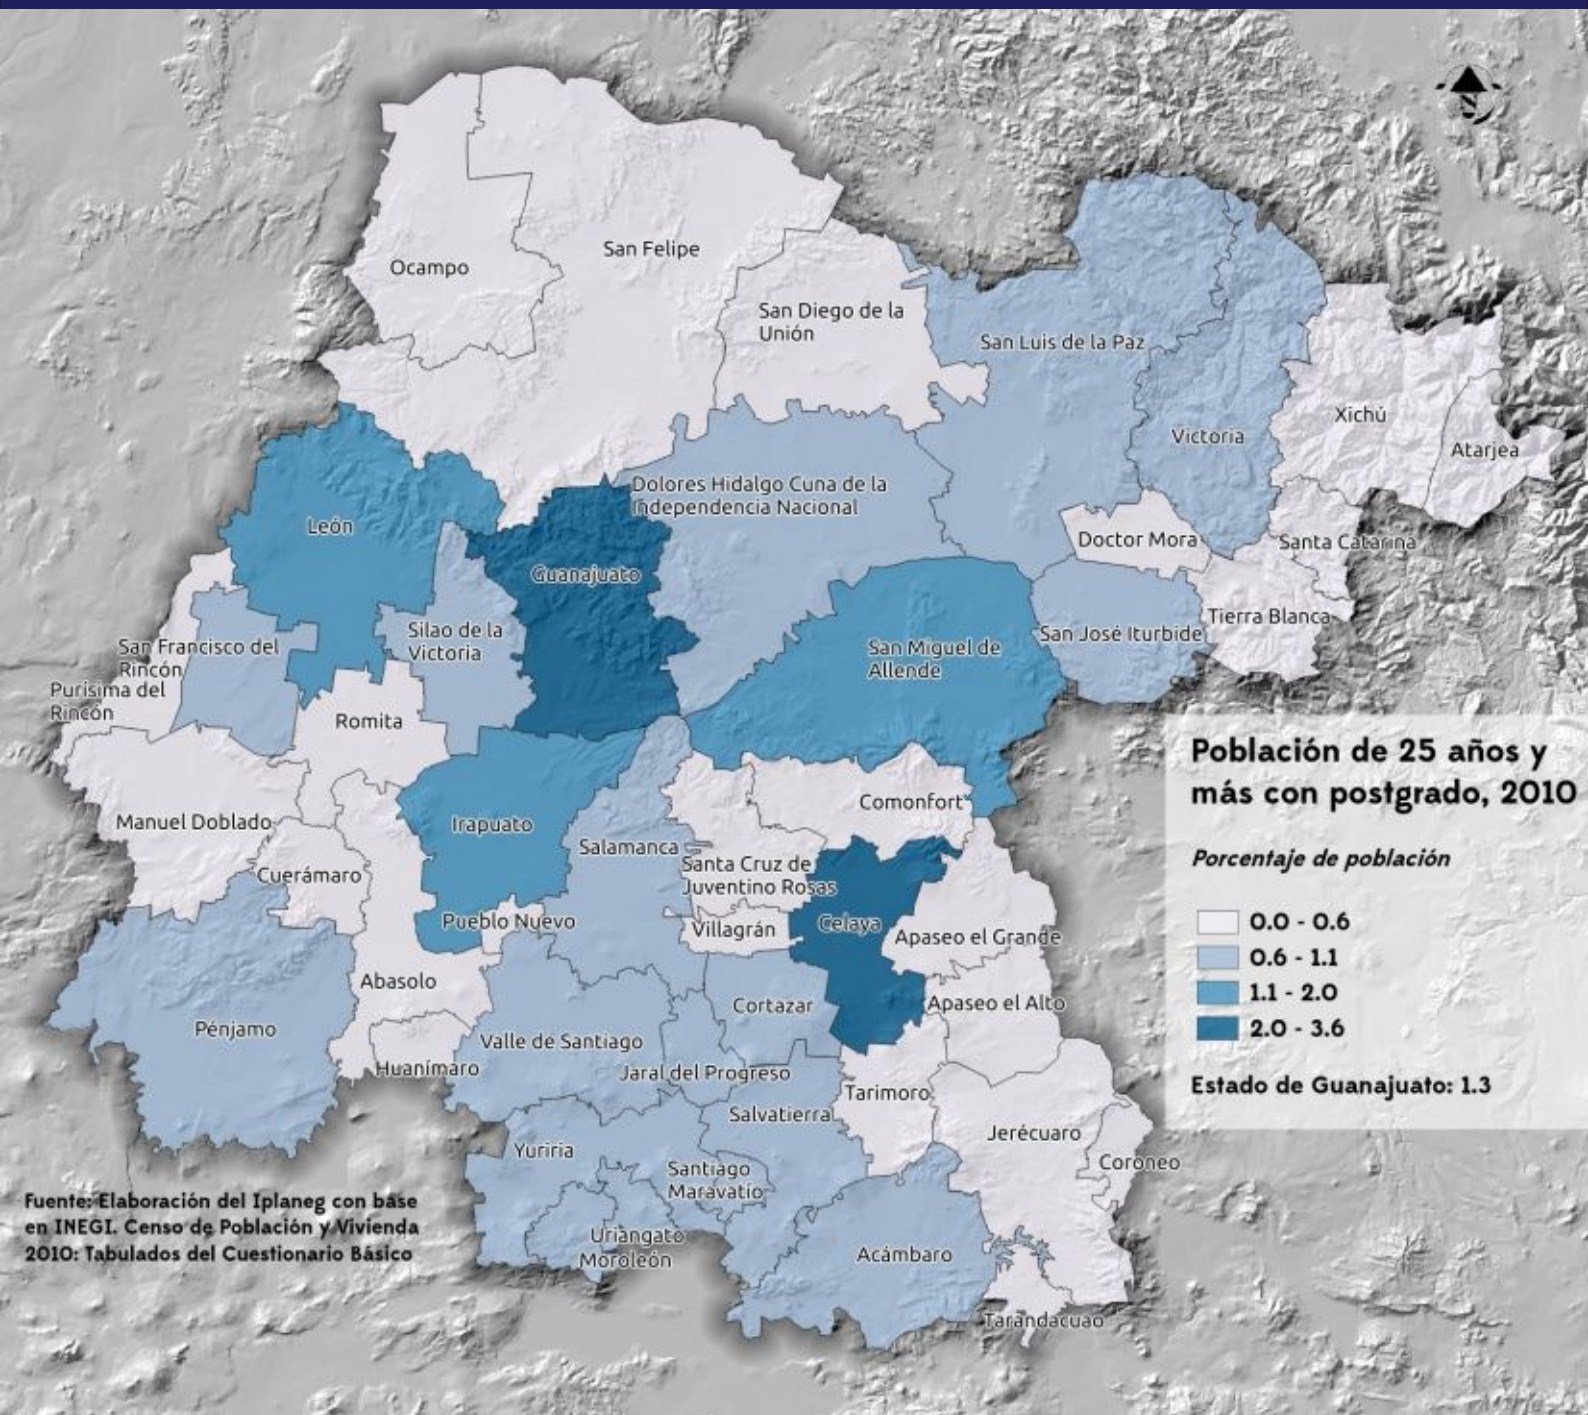 Ocampo
San Felipe
San Diego de la
Unión
San Luis de la Paz
Victoria
Xichú
Atarjea
León
Dolores Hidalgo Cuna de la
Independencia Nacional
Guanajuato
Doctor Mora
Santa Catarina
Tierra Blanca
San José Iturbide
San Miguel de
Allende
Silao de la
Victoria
San Francisco del
Rincón
Purísima del
Rincón
Romita
Manuel Doblado
Irapuato
Comonfort
Salamanca
Cuerámaro
Santa Cruz de
Juventino Rosas
Pueblo Nuevo
Villagrán
Celaya
Apaseo el Grande
Abasolo
Cortazar
Apaseo el Alto
Pénjamo
Valle de Santiago
Huanímaro
Jaral del Progreso
Tarimoro
Salvatierra
Jerécuaro
Yuriria
Santiago
Maravatío
Coroneo
Uriangato
Moroleón
Acámbaro
Tarandacuao
Población de 25 años y
más con postgrado, 2010
Porcentaje de población
0.0 - 0.6
0.6 - 1.1
1.1 - 2.0
2.0 - 3.6
Estado de Guanajuato: 1.3
Fuente: Elaboración del Iplaneg con base
en INEGI. Censo de Población y Vivienda
2010: Tabulados del Cuestionario Básico
N